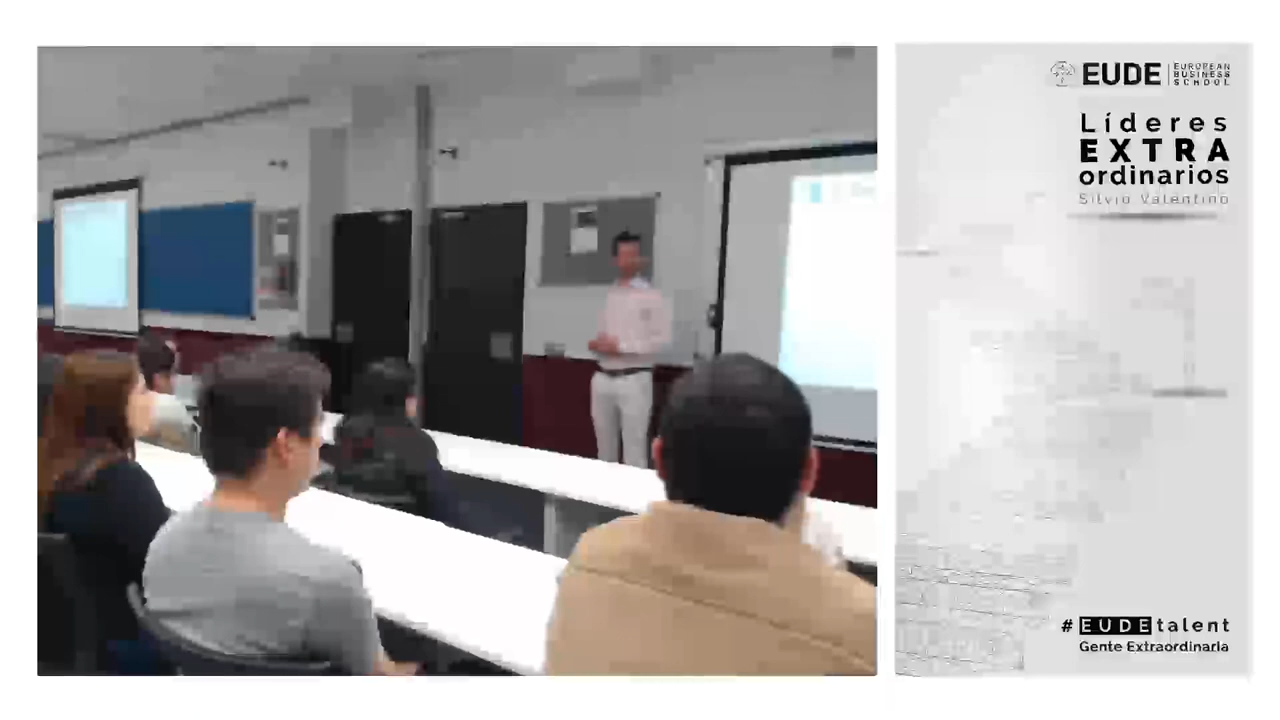 EUDE
EUROPEAN
BUSINESS
SCHOOL
Líderes
EXTRA
ordinarios
Silvio Valentino
#EUDEtalent
Gente Extraordinaria